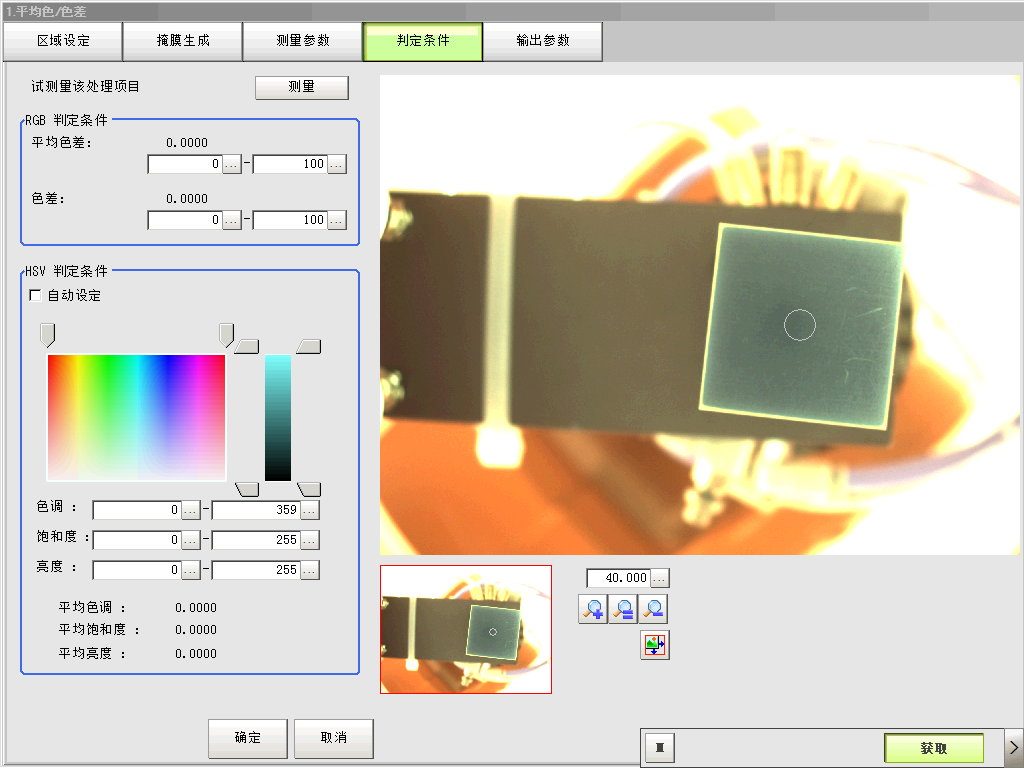 1.平均色/色差
区域设定 掩膜生成 测量参数 判定条件 输出参数
试测量该处理项目 测量
RGB 判定条件
平均色差: 0.0000
0 ... - 100 ...
色差: 0.0000
0 ... - 100 ...
HSV 判定条件
自动设定
色调 : 0 ... - 359 ...
饱和度 : 0 ... - 255 ...
亮度 : 0 ... - 255 ...
平均色调 : 0.0000
平均饱和度 : 0.0000
平均亮度 : 0.0000
40.000 ...
确定 取消
获取